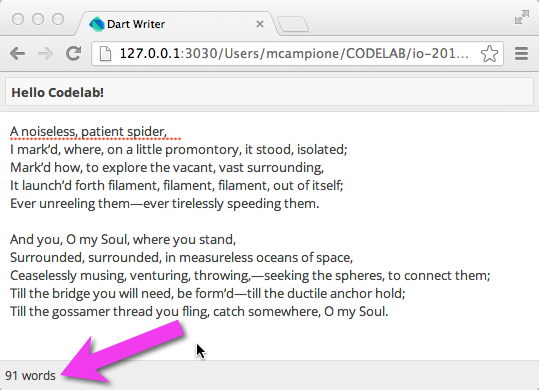 Dart Writer
127.0.0.1:3030/Users/mcampione/CODELAB/io-201...
Hello Codelab!
A noiseless, patient spider,
I mark’d, where, on a little promontory, it stood, isolated;
Mark’d how, to explore the vacant, vast surrounding,
It launch’d forth filament, filament, filament, out of itself;
Ever unreeling them—ever tirelessly speeding them.
And you, O my Soul, where you stand,
Surrounded, surrounded, in measureless oceans of space,
Ceaselessly musing, venturing, throwing,—seeking the spheres, to connect them;
Till the bridge you will need, be form’d—till the ductile anchor hold;
Till the gossamer thread you fling, catch somewhere, O my Soul.
91 words